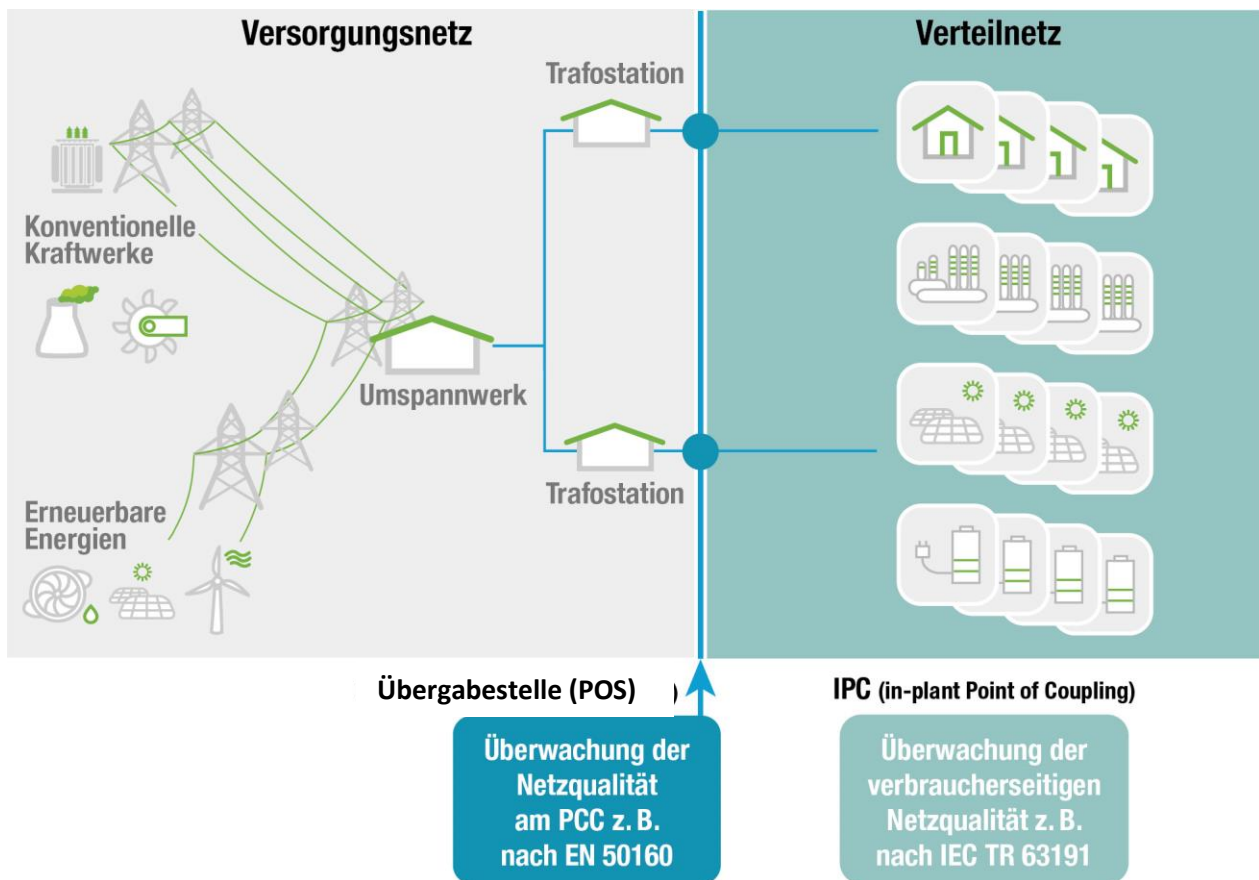 Versorgungsnetz
Verteilnetz
Trafostation
Konventionelle
Kraftwerke
Umspannwerk
Trafostation
Erneuerbare
Energien
Übergabestelle (POS) )
IPC (in-plant Point of Coupling)
Überwachung der
Netzqualität
am PCC z. B.
nach EN 50160
Überwachung der
verbraucherseitigen
Netzqualität z. B.
nach IEC TR 63191